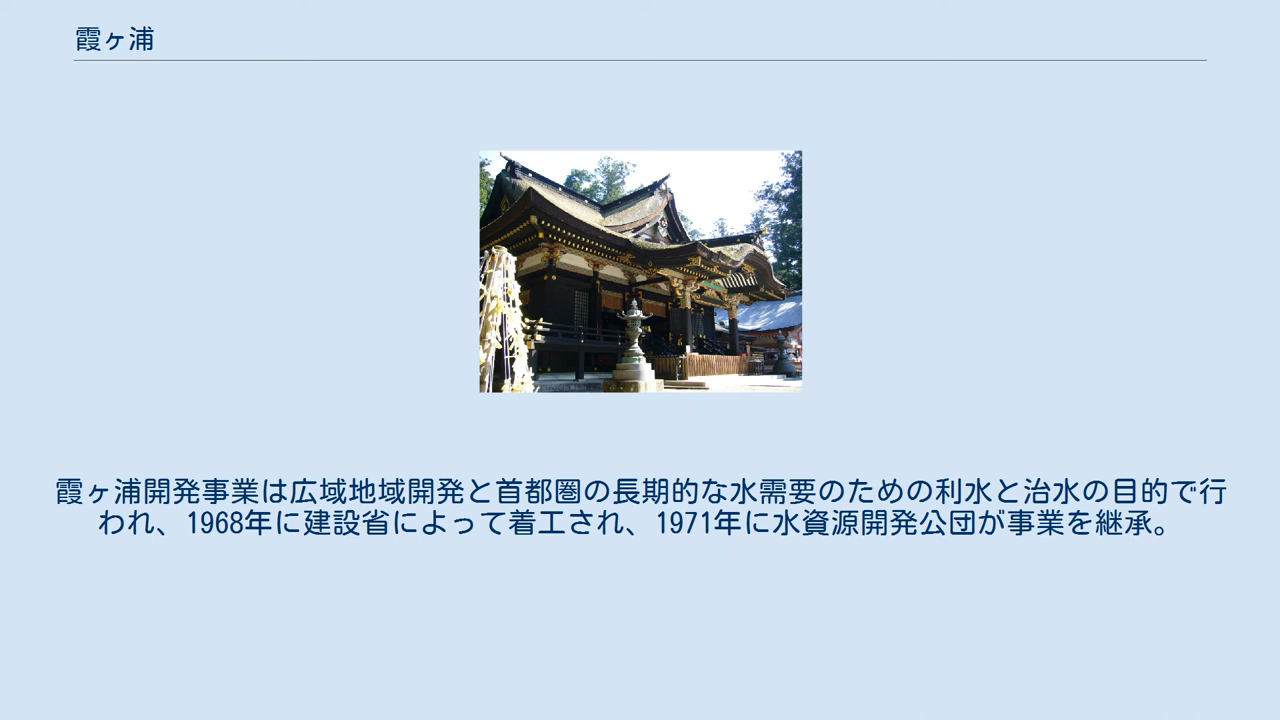 霞ヶ浦
霞ヶ浦開発事業は広域地域開発と首都圏の長期的な水需要のための利水と治水の目的で行
われ、1968年に建設省によって着工され、1971年に水資源開発公団が事業を継承。